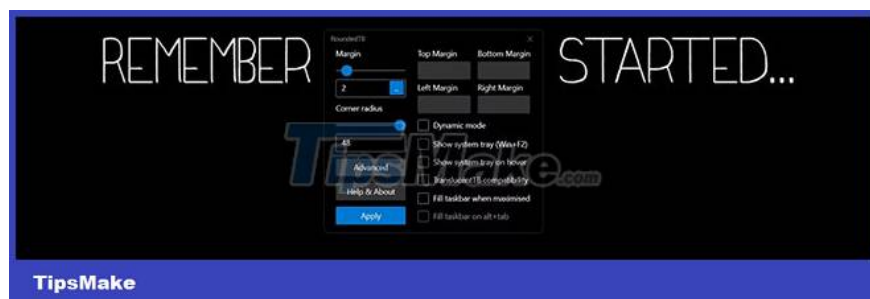 REMEMBER STARTED...
RoundedTB
Margin
Top Margin Bottom Margin
2 ...
Left Margin Right Margin
Corner radius
Dynamic mode
48
Show system tray (Win+F2)
Advanced
Show system tray on hover
TranslucentTB compatibility
Help & About
Fill taskbar when maximised
Apply
Fill taskbar on alt+tab
TipsMake.com
TipsMake